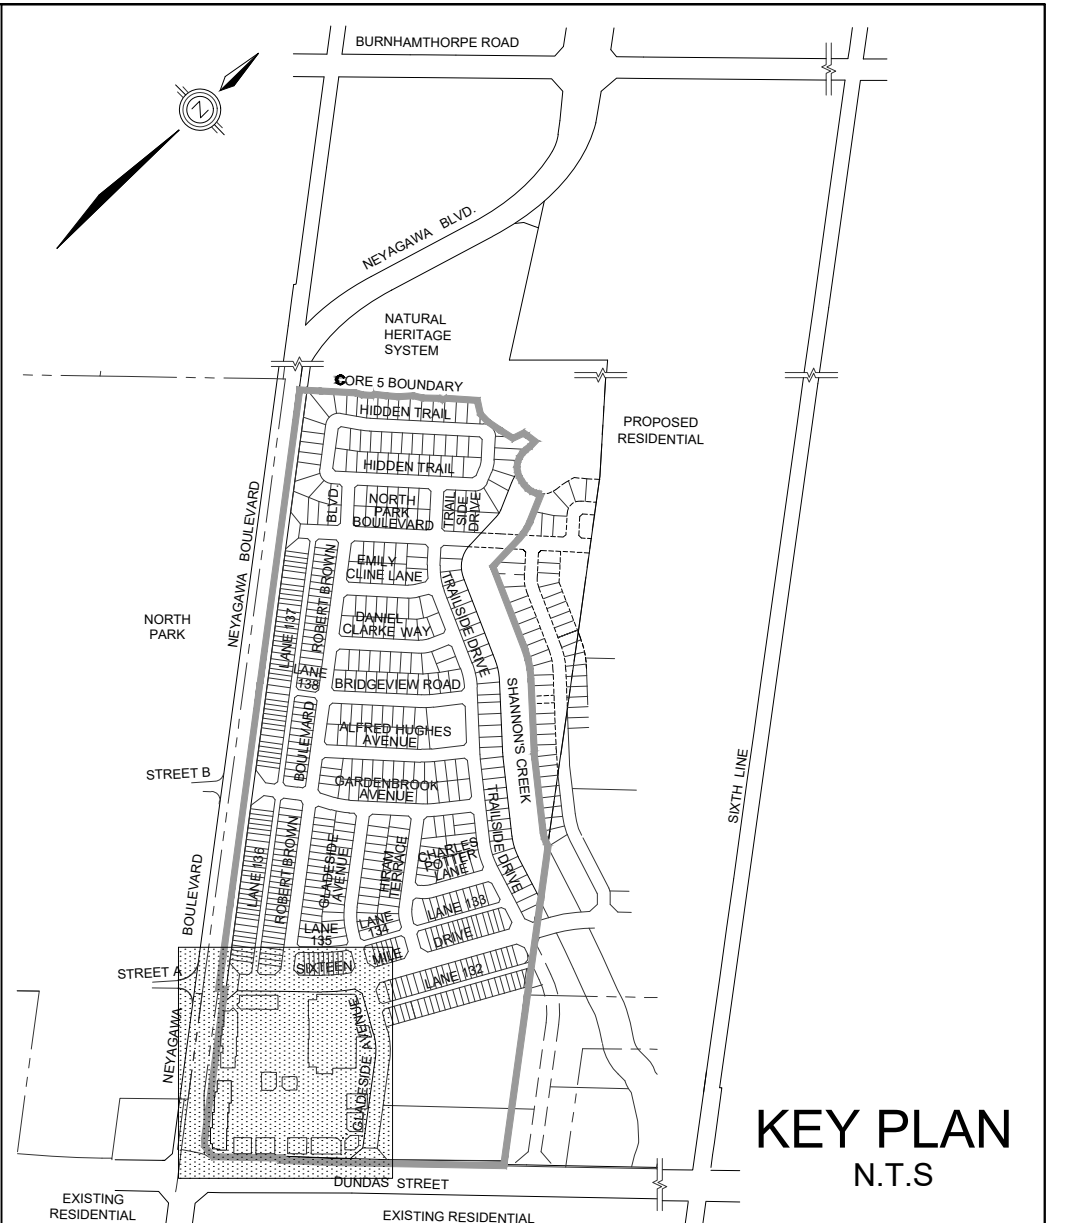 BURNHAMTHORPE ROAD
N
NEYAGAWA BLVD.
NATURAL
HERITAGE
SYSTEM
CORE 5 BOUNDARY
HIDDEN TRAIL
PROPOSED
RESIDENTIAL
HIDDEN TRAIL
BLVD.
NORTH
PARK
BOULEVARD
TRAIL
SIDE
DRIVE
NEYAGAWA BOULEVARD
EMILY
CLINE LANE
ROBERT BROWN
TRAILSIDE DRIVE
NORTH
PARK
LANE 137
DANIEL
CLARKE WAY
LANE
138
BRIDGEVIEW ROAD
SHANNON'S CREEK
BOULEVARD
ALFRED HUGHES
AVENUE
STREET B
GARDENBROOK
AVENUE
TRAILSIDE DRIVE
SIXTH LINE
BOULEVARD
LANE 136
ROBERT BROWN
GLADESIDE
AVENUE
HIRAM
TERRACE
CHARLES
POTTER
LANE
LANE 133
LANE
134
LANE
135
DRIVE
MILE
SIXTEEN
STREET A
LANE 132
NEYAGAWA
GLADESIDE AVENUE
KEY PLAN
N.T.S
DUNDAS STREET
EXISTING
RESIDENTIAL
EXISTING RESIDENTIAL